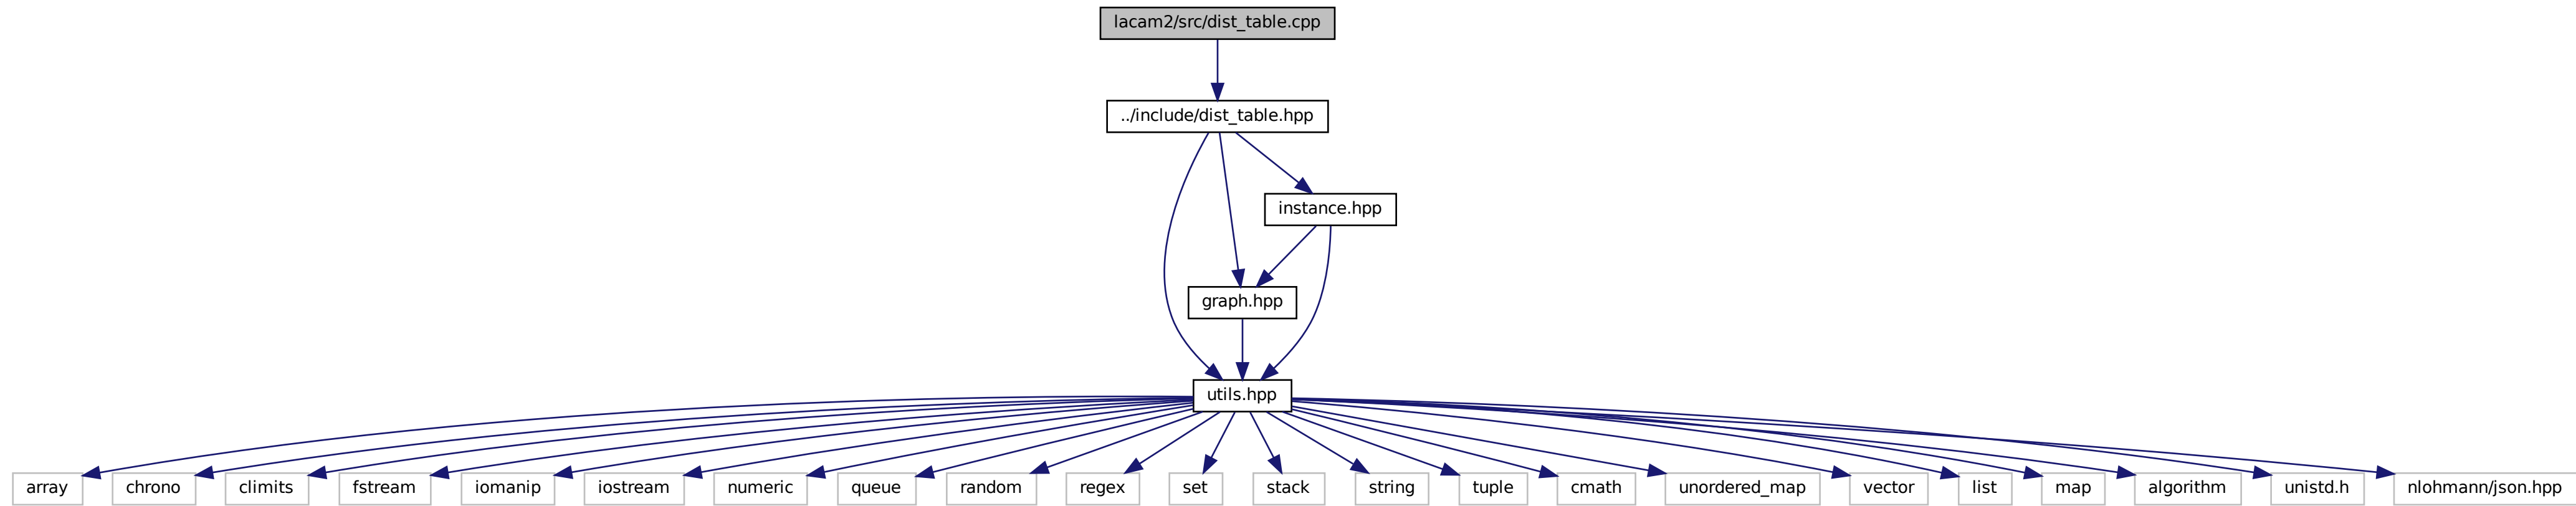 lacam2/src/dist_table.cpp
../include/dist_table.hpp
instance.hpp
graph.hpp
utils.hpp
array
chrono
climits
fstream
iomanip
iostream
numeric
queue
random
regex
set
stack
string
tuple
cmath
unordered_map
vector
list
map
algorithm
unistd.h
nlohmann/json.hpp